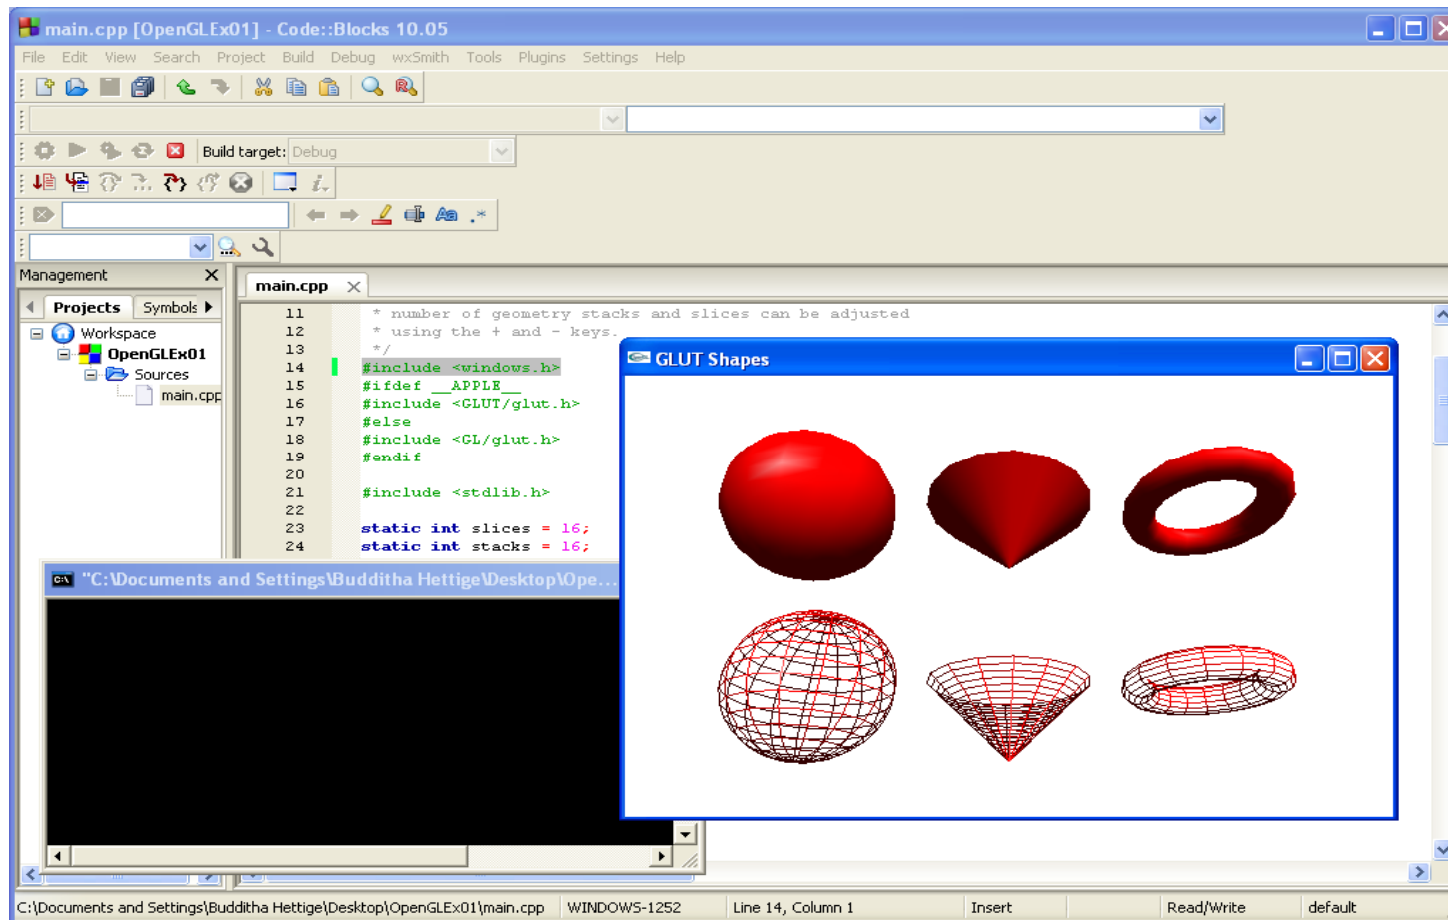 main.cpp [OpenGLEx01] - Code::Blocks 10.05
File Edit View Search Project Build Debug wxSmith Tools Plugins Settings Help
Build target: Debug
Management
Projects Symbols
Workspace
OpenGLEx01
Sources
main.cpp
main.cpp
11 * number of geometry stacks and slices can be adjusted
12 * using the + and - keys.
13 */
14 #include <windows.h>
15 #ifdef __APPLE__
16 #include <GLUT/glut.h>
17 #else
18 #include <GL/glut.h>
19 #endif
20
21 #include <stdlib.h>
22
23 static int slices = 16;
24 static int stacks = 16;
GLUT Shapes
"C:\Documents and Settings\Budditha Hettige\Desktop\Ope...
C:\Documents and Settings\Budditha Hettige\Desktop\OpenGLEx01\main.cpp WINDOWS-1252 Line 14, Column 1 Insert Read/Write default